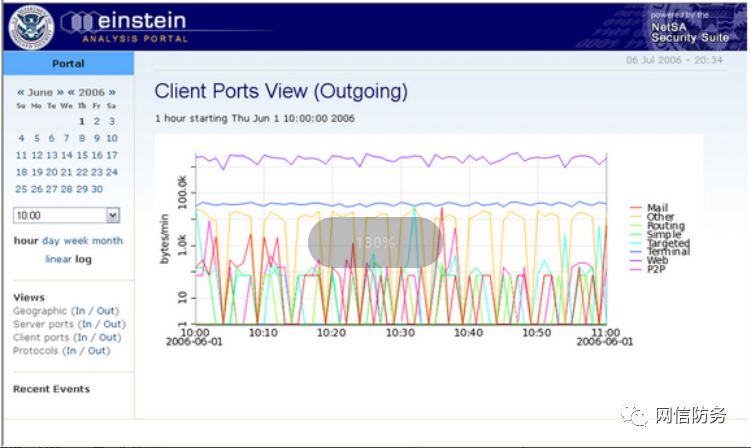 einstein
ANALYSIS PORTAL
powered by the
NetSA
Security Suite
06 Jul 2006 - 20:34
Portal
« June » « 2006 »
Su Mo Tu We Th Fr Sa
1 2 3
4 5 6 7 8 9 10
11 12 13 14 15 16 17
18 19 20 21 22 23 24
25 26 27 28 29 30
10:00
hour day week month
linear log
Views
Geographic (In / Out)
Server ports (In / Out)
Client ports (In / Out)
Protocols (In / Out)
Recent Events
Client Ports View (Outgoing)
1 hour starting Thu Jun 1 10:00:00 2006
bytes/min
100.0k
1.0k
10
-1
10:00 10:10 10:20 10:30 10:40 10:50 11:00
2006-06-01 2006-06-01
130%
Mail
Other
Routing
Simple
Targeted
Terminal
Web
P2P
网信防务